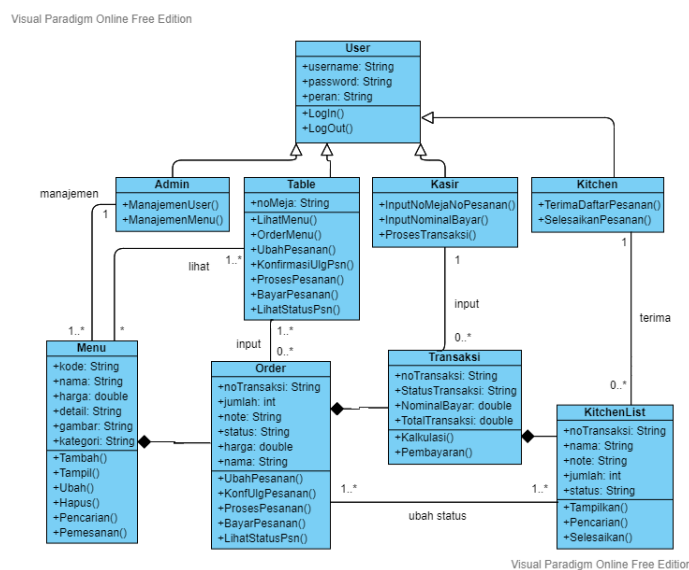 Visual Paradigm Online Free Edition
User
+username: String
+password: String
+peran: String
+LogIn()
+LogOut()
Admin
+ManajemenUser()
+ManajemenMenu()
Table
+noMeja: String
+LihatMenu()
+OrderMenu()
+UbahPesanan()
+KonfirmasiUlgPsn()
+ProsesPesanan()
+BayarPesanan()
+LihatStatusPsn()
Kasir
+InputNoMejaNoPesanan()
+InputNominalBayar()
+ProsesTransaksi()
Kitchen
+TerimaDaftarPesanan()
+SelesaikanPesanan()
manajemen
1
1..*
lihat
1..*
*
input
1..*
0..*
1
input
0..*
1
terima
0..*
Menu
+kode: String
+nama: String
+harga: double
+detail: String
+gambar: String
+kategori: String
+Tambah()
+Tampil()
+Ubah()
+Hapus()
+Pencarian()
+Pemesanan()
Order
+noTransaksi: String
+jumlah: int
+note: String
+status: String
+harga: double
+nama: String
+UbahPesanan()
+KonfUlgPesanan()
+ProsesPesanan()
+BayarPesanan()
+LihatStatusPsn()
Transaksi
+noTransaksi: String
+StatusTransaksi: String
+NominalBayar: double
+TotalTransaksi: double
+Kalkulasi()
+Pembayaran()
KitchenList
+noTransaksi: String
+nama: String
+note: String
+jumlah: int
+status: String
+Tampilkan()
+Pencarian()
+Selesaikan()
1..*
1..*
ubah status
Visual Paradigm Online Free Edition